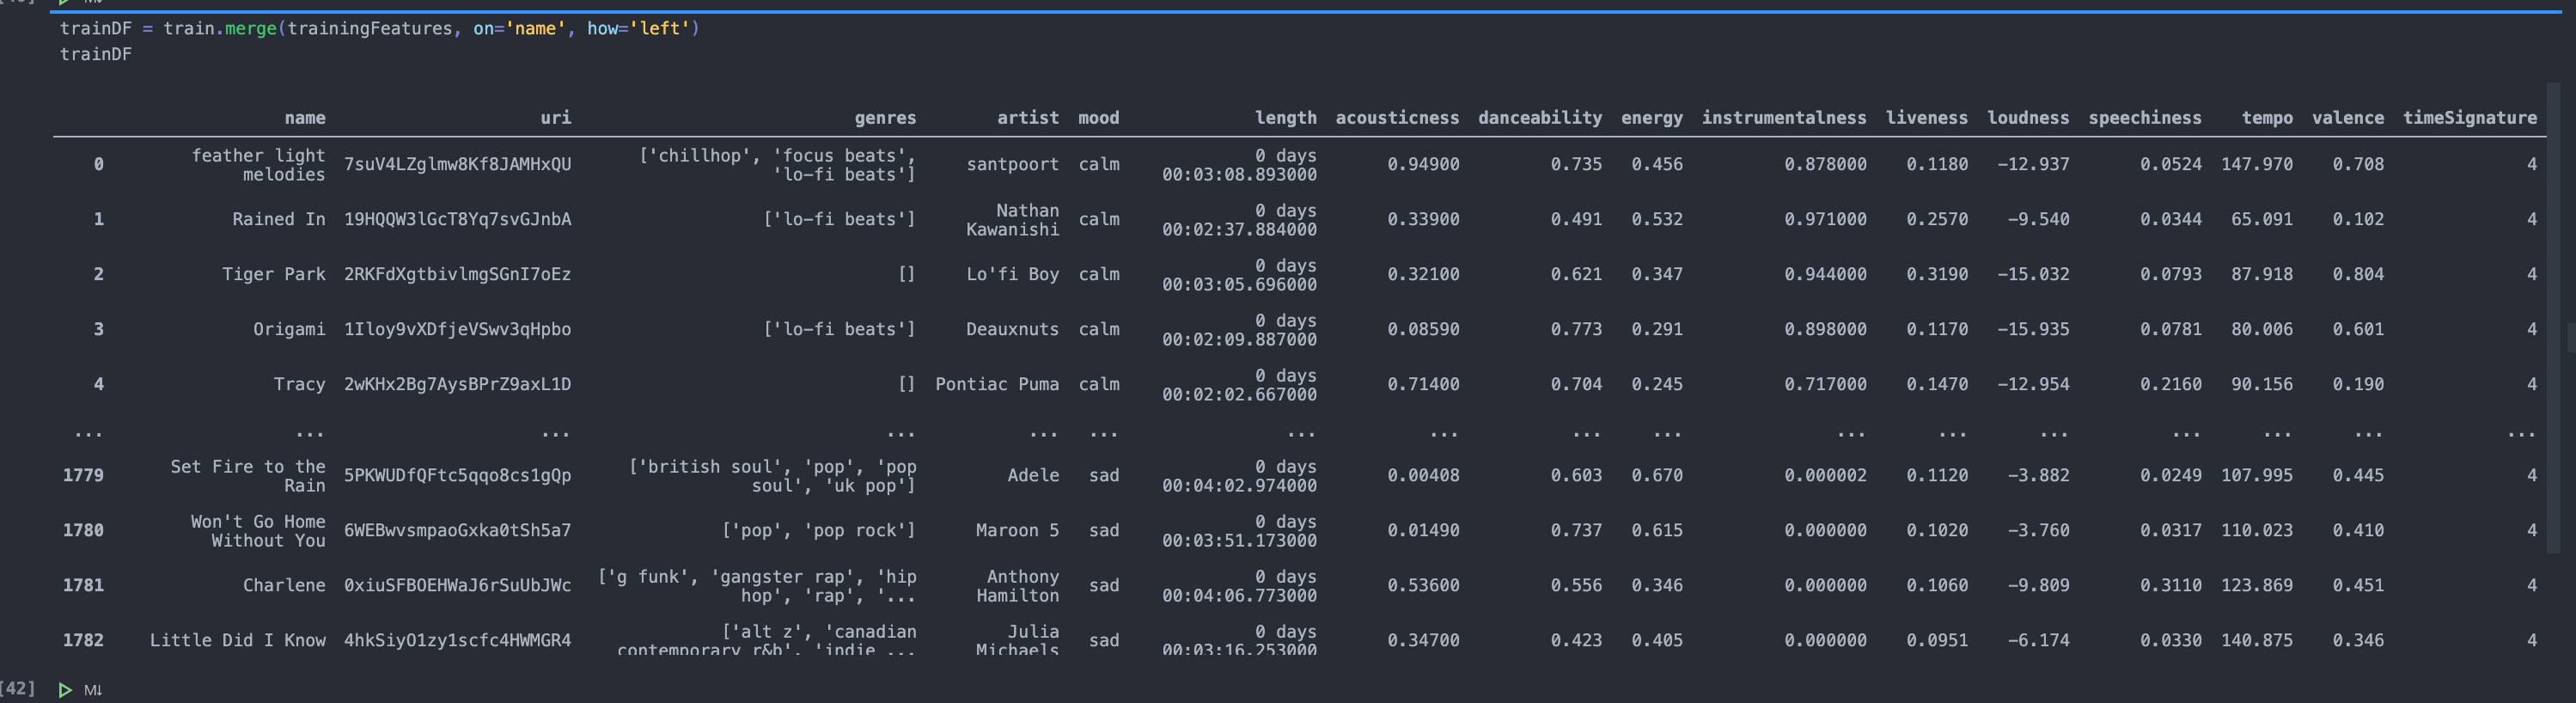 trainDF = train.merge(trainingFeatures, on='name', how='left')
trainDF
name uri genres artist mood length acousticness danceability energy instrumentalness liveness loudness speechiness tempo valence timeSignature
0 feather light melodies 7suV4LZglmw8Kf8JAMHxQU ['chillhop', 'focus beats', 'lo-fi beats'] santpoort calm 0 days 00:03:08.893000 0.94900 0.735 0.456 0.878000 0.1180 -12.937 0.0524 147.970 0.708 4
1 Rained In 19HQQW3lGcT8Yq7svGJnbA ['lo-fi beats'] Nathan Kawanishi calm 0 days 00:02:37.884000 0.33900 0.491 0.532 0.971000 0.2570 -9.540 0.0344 65.091 0.102 4
2 Tiger Park 2RKFdXgtbivlmgSGnI7oEz [] Lo'fi Boy calm 0 days 00:03:05.696000 0.32100 0.621 0.347 0.944000 0.3190 -15.032 0.0793 87.918 0.804 4
3 Origami 1Iloy9vXDfjeVSwv3qHpbo ['lo-fi beats'] Deauxnuts calm 0 days 00:02:09.887000 0.08590 0.773 0.291 0.898000 0.1170 -15.935 0.0781 80.006 0.601 4
4 Tracy 2wKHx2Bg7AysBPrZ9axL1D [] Pontiac Puma calm 0 days 00:02:02.667000 0.71400 0.704 0.245 0.717000 0.1470 -12.954 0.2160 90.156 0.190 4
... ... ... ... ... ... ... ... ... ... ... ... ... ... ... ... ...
1779 Set Fire to the Rain 5PKWUDfQFtc5qqo8cs1gQp ['british soul', 'pop', 'pop soul', 'uk pop'] Adele sad 0 days 00:04:02.974000 0.00408 0.603 0.670 0.000002 0.1120 -3.882 0.0249 107.995 0.445 4
1780 Won't Go Home Without You 6WEBwvsmpaoGxka0tSh5a7 ['pop', 'pop rock'] Maroon 5 sad 0 days 00:03:51.173000 0.01490 0.737 0.615 0.000000 0.1020 -3.760 0.0317 110.023 0.410 4
1781 Charlene 0xiuSFBOEHWaJ6rSuUbJWc ['g funk', 'gangster rap', 'hip hop', 'rap', '... Anthony Hamilton sad 0 days 00:04:06.773000 0.53600 0.556 0.346 0.000000 0.1060 -9.809 0.3110 123.869 0.451 4
1782 Little Did I Know 4hkSiyO1zy1scfc4HWMGR4 ['alt z', 'canadian contemporary r&b', 'indie ... Julia Michaels sad 0 days 00:03:16.253000 0.34700 0.423 0.405 0.000000 0.0951 -6.174 0.0330 140.875 0.346 4
[42] M↓